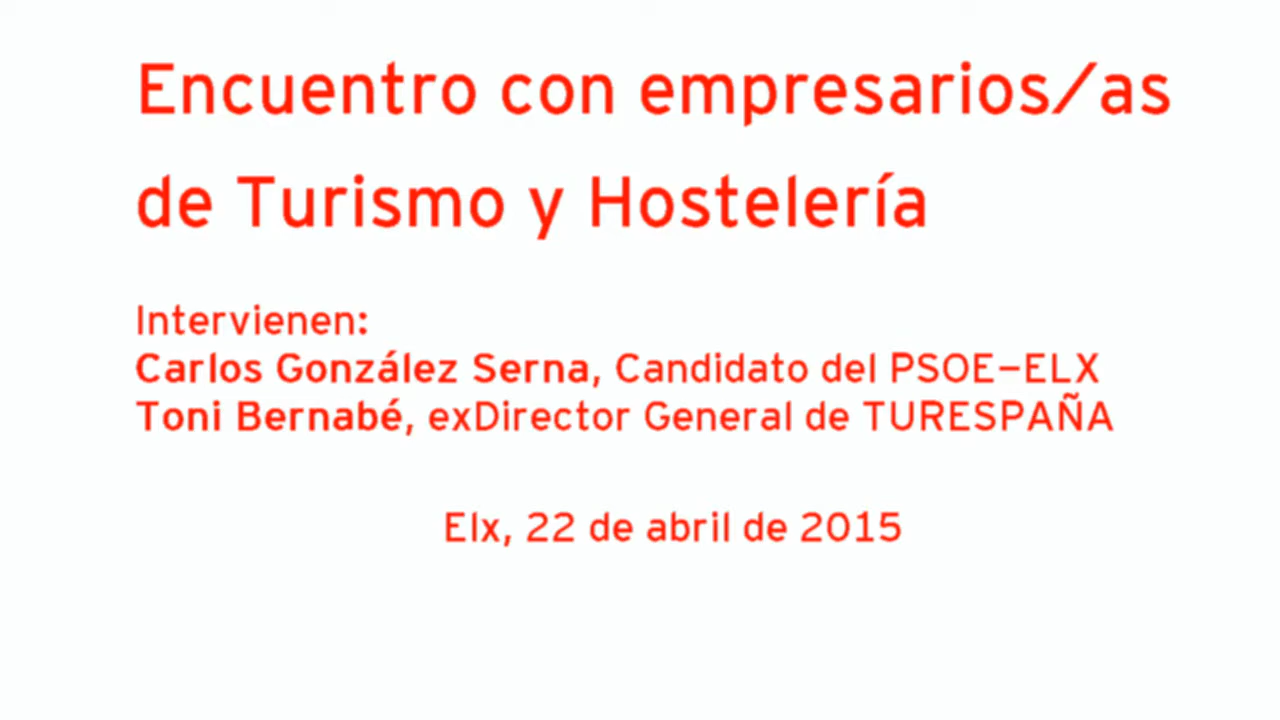 Encuentro con empresarios/as
de Turismo y Hostelería
Intervienen:
Carlos González Serna, Candidato del PSOE-ELX
Toni Bernabé, exDirector General de TURESPAÑA
Elx, 22 de abril de 2015